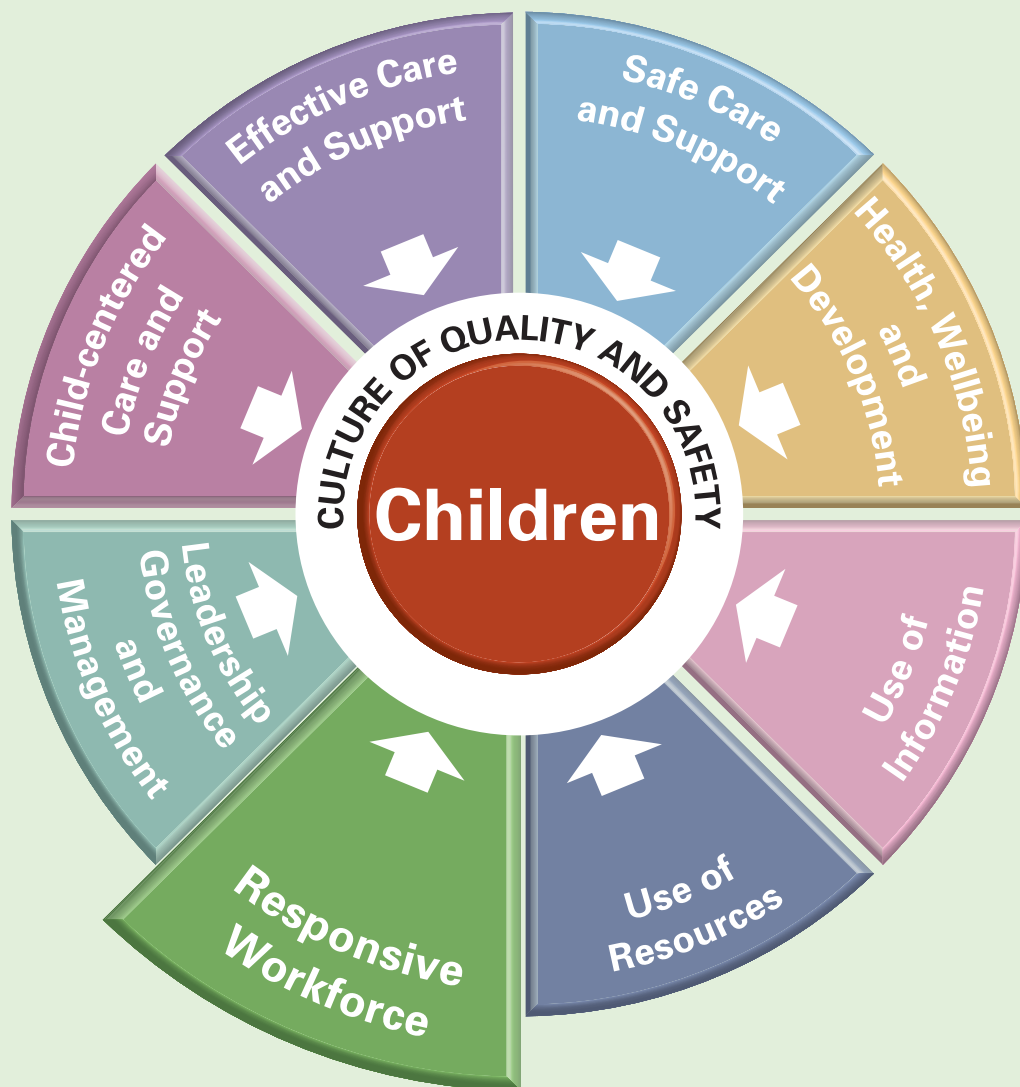 Effective Care
and Support
Safe Care
and Support
Health, Wellbeing
and
Development
Use of
Information
Use of
Resources
Responsive
Workforce
Leadership
Governance
and
Management
Child-centered
Care and
Support
CULTURE OF QUALITY AND SAFETY
Children